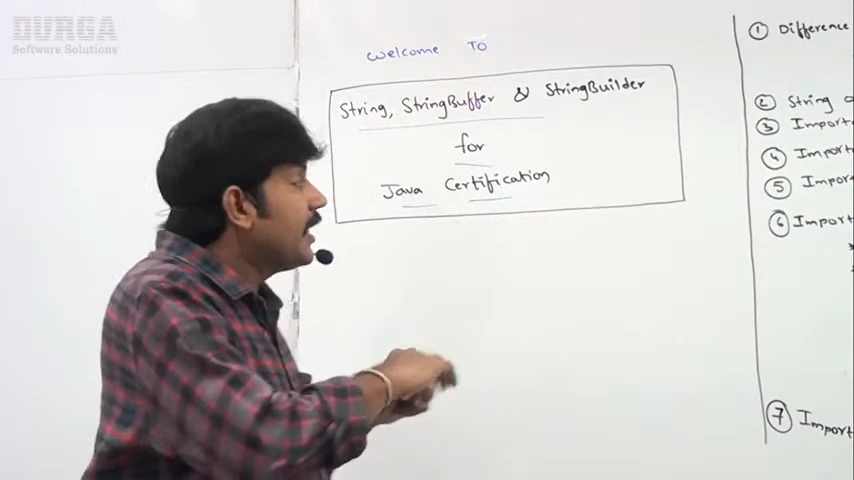 DURGA
Software Solutions
Welcome To
String, StringBuffer & StringBuilder
for
Java Certification
1 Difference
2 String
3 Import
4 Import
5 Import
6 Import
7 Import